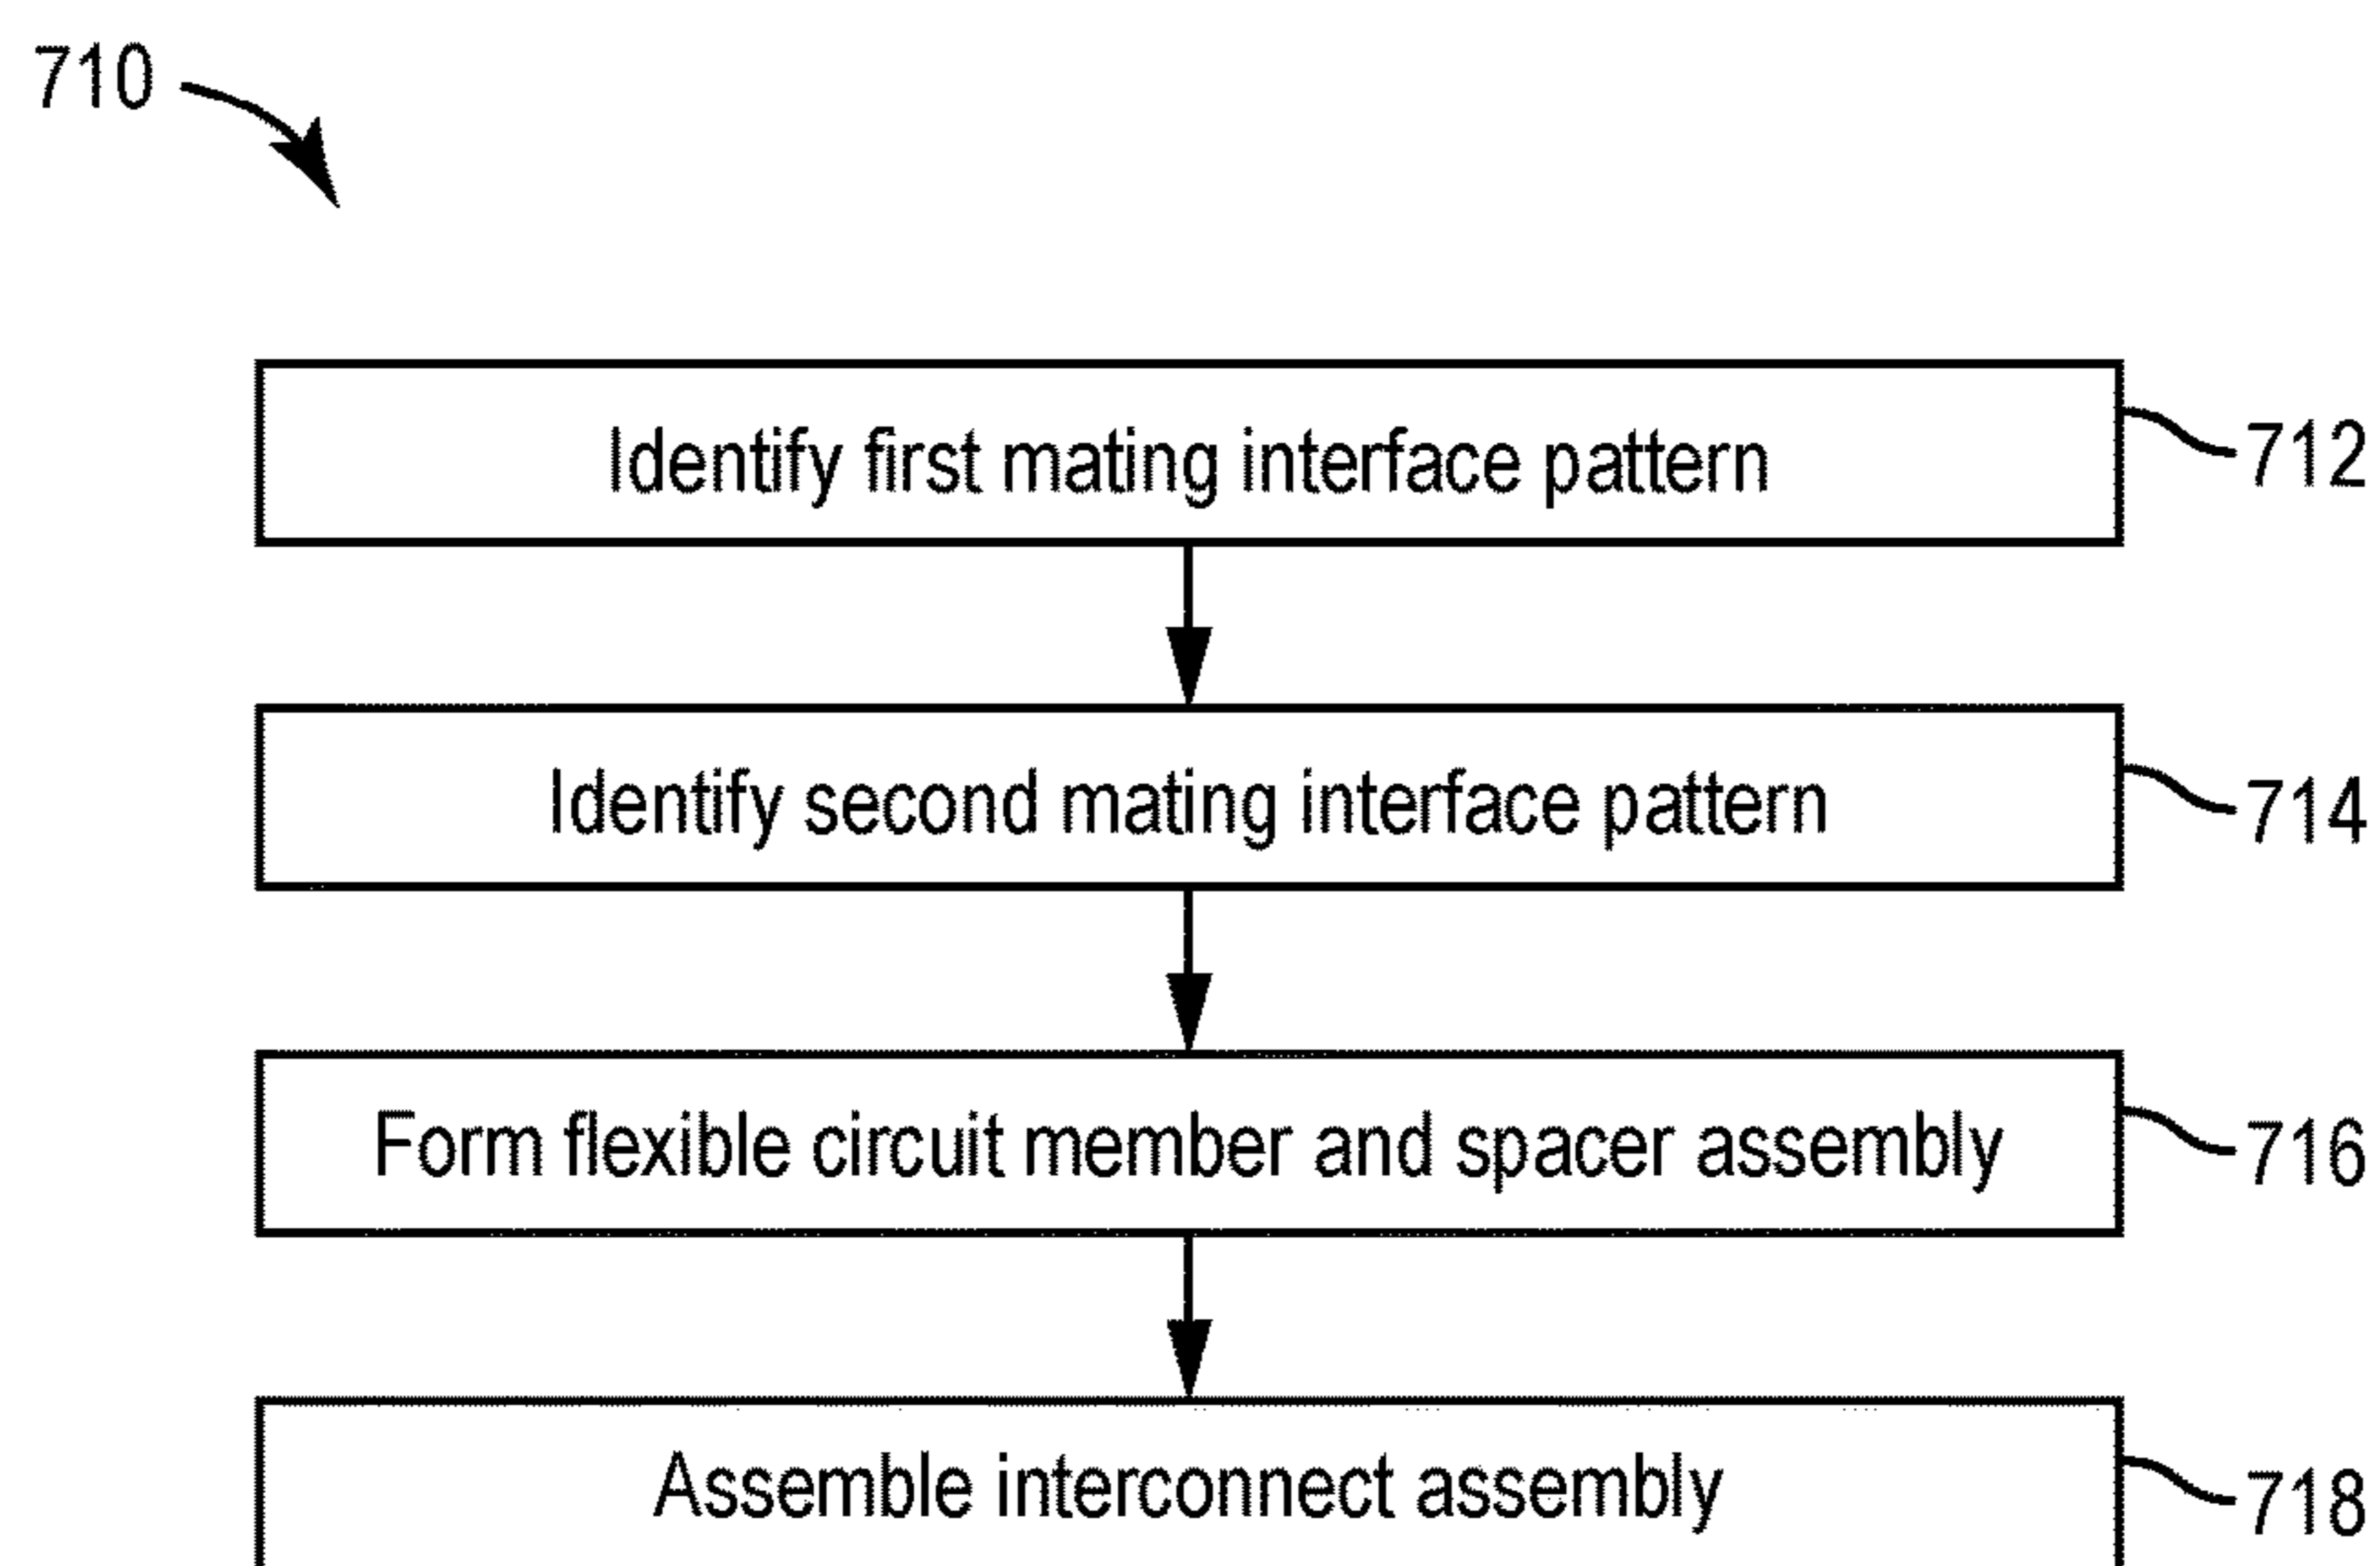 710
Identify first mating interface pattern
712
Identify second mating interface pattern
714
Form flexible circuit member and spacer assembly
716
Assemble interconnect assembly
718